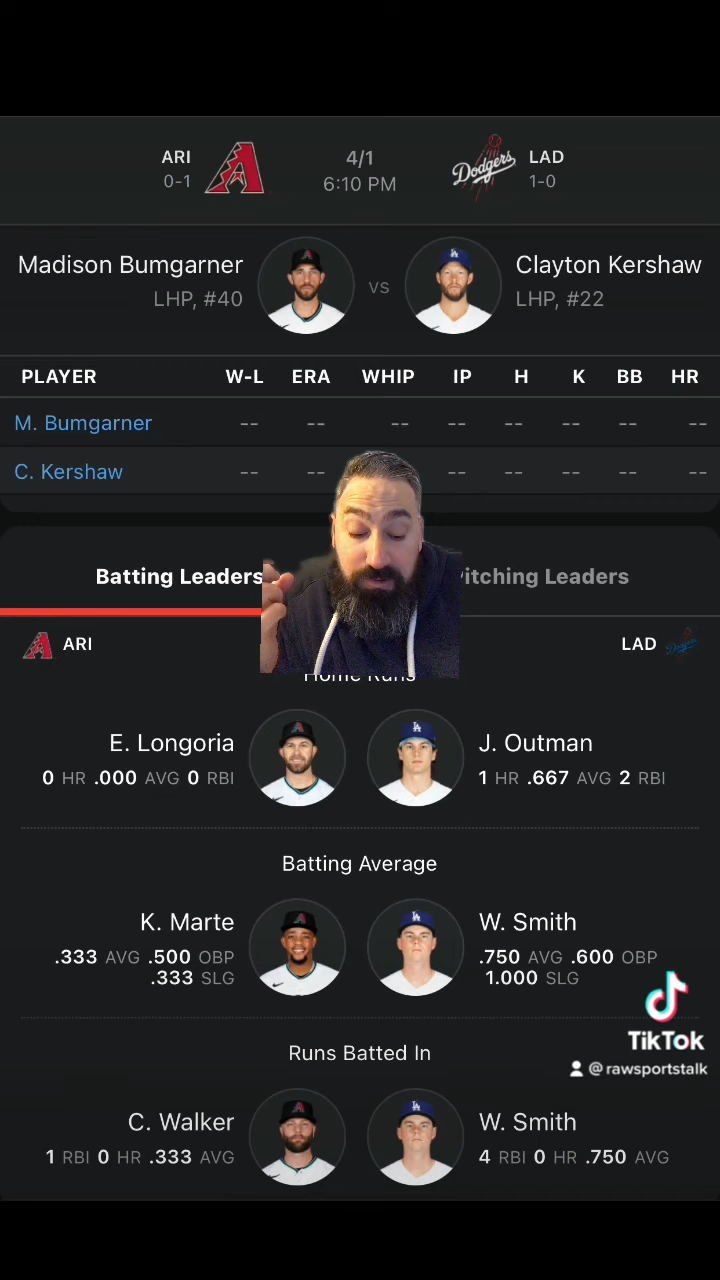 ARI
0-1
4/1
6:10 PM
Dodgers
LAD
1-0
Madison Bumgarner
LHP, #40
vs
Clayton Kershaw
LHP, #22
PLAYER W-L ERA WHIP IP H K BB HR
M. Bumgarner -- -- -- -- -- -- -- --
C. Kershaw -- -- -- -- -- -- --
Batting Leaders
itching Leaders
ARI
LAD
Home Runs
E. Longoria
0 HR .000 AVG 0 RBI
J. Outman
1 HR .667 AVG 2 RBI
Batting Average
K. Marte
.333 AVG .500 OBP
.333 SLG
W. Smith
.750 AVG .600 OBP
1.000 SLG
TikTok
@rawsportstalk
Runs Batted In
C. Walker
1 RBI 0 HR .333 AVG
W. Smith
4 RBI 0 HR .750 AVG